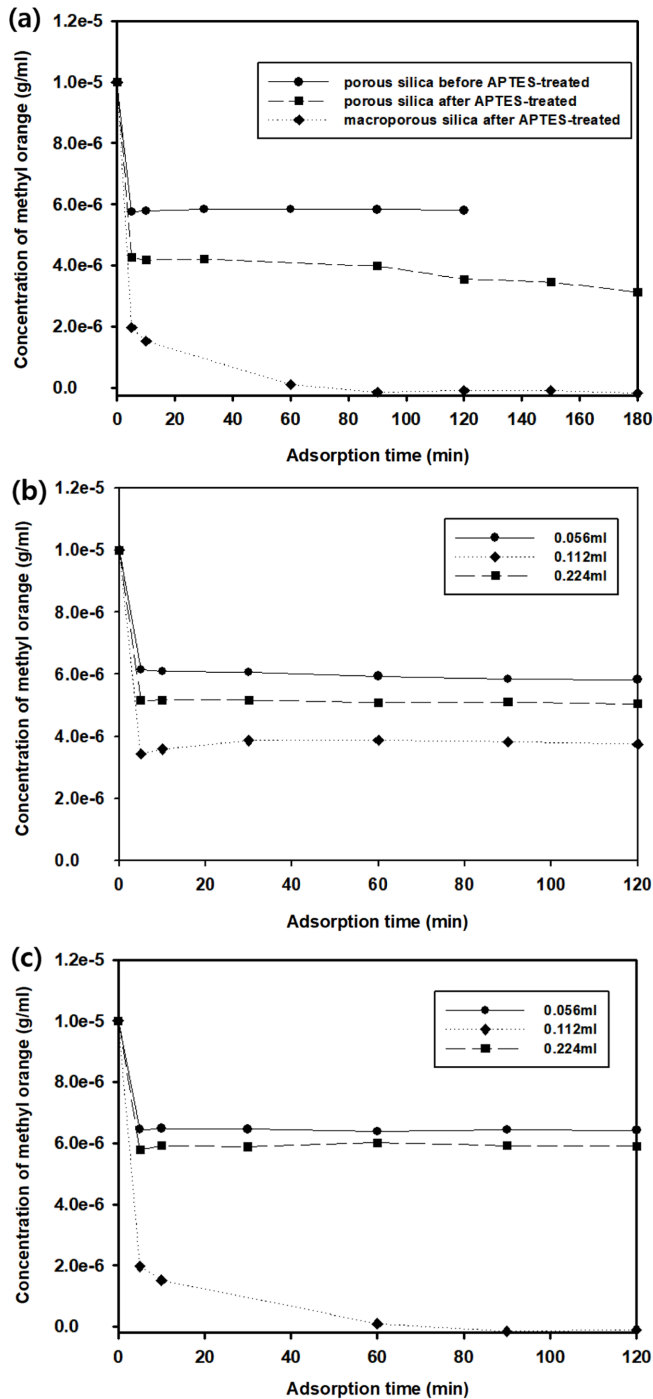 (a)
1.2e-5
1.0e-5
8.0e-6
6.0e-6
4.0e-6
2.0e-6
0.0
Concentration of methyl orange (g/ml)
porous silica before APTES-treated
porous silica after APTES-treated
macroporous silica after APTES-treated
0 20 40 60 80 100 120 140 160 180
Adsorption time (min)
(b)
1.2e-5
1.0e-5
8.0e-6
6.0e-6
4.0e-6
2.0e-6
0.0
Concentration of methyl orange (g/ml)
0.056ml
0.112ml
0.224ml
0 20 40 60 80 100 120
Adsorption time (min)
(c)
1.2e-5
1.0e-5
8.0e-6
6.0e-6
4.0e-6
2.0e-6
0.0
Concentration of methyl orange (g/ml)
0.056ml
0.112ml
0.224ml
0 20 40 60 80 100 120
Adsorption time (min)